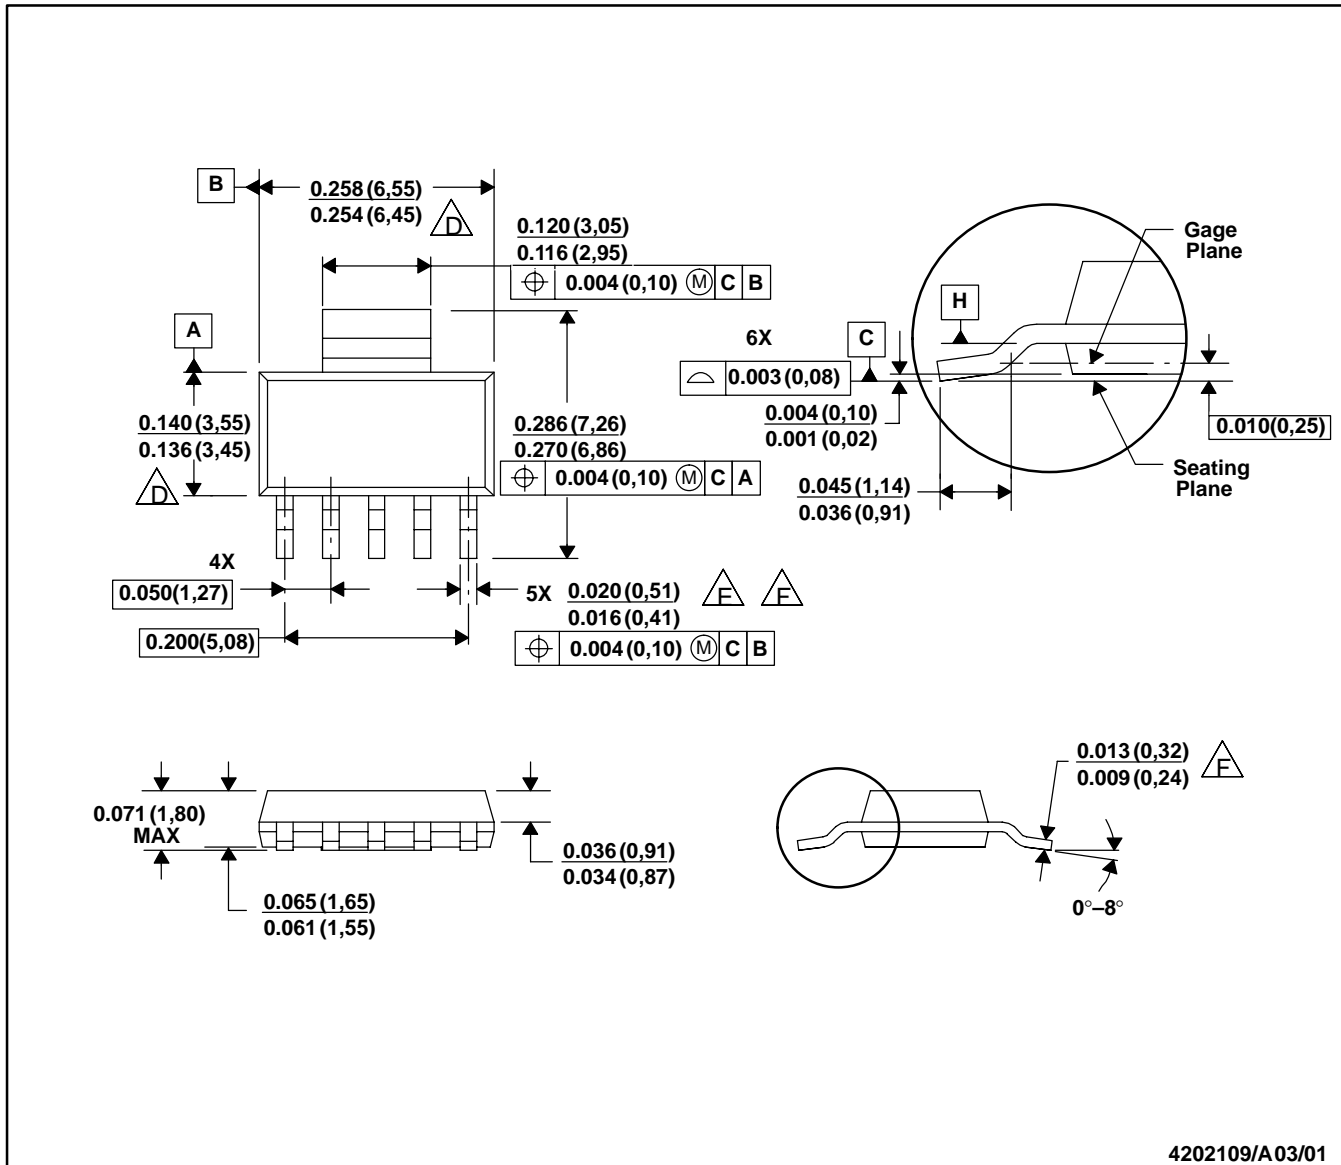 B
0.258 (6,55)
0.254 (6,45)
D
0.120 (3,05)
0.116 (2,95)
0.004 (0,10) M C B
A
0.140 (3,55)
0.136 (3,45)
D
0.286 (7,26)
0.270 (6,86)
0.004 (0,10) M C A
4X
0.050(1,27)
0.200(5,08)
5X
0.020 (0,51)
0.016 (0,41)
F F
0.004 (0,10) M C B
Gage
Plane
H
6X
C
0.003 (0,08)
0.004 (0,10)
0.001 (0,02)
0.010(0,25)
Seating
Plane
0.045 (1,14)
0.036 (0,91)
0.071 (1,80)
MAX
0.065 (1,65)
0.061 (1,55)
0.036 (0,91)
0.034 (0,87)
0.013 (0,32)
0.009 (0,24)
F
0°–8°
4202109/A 03/01